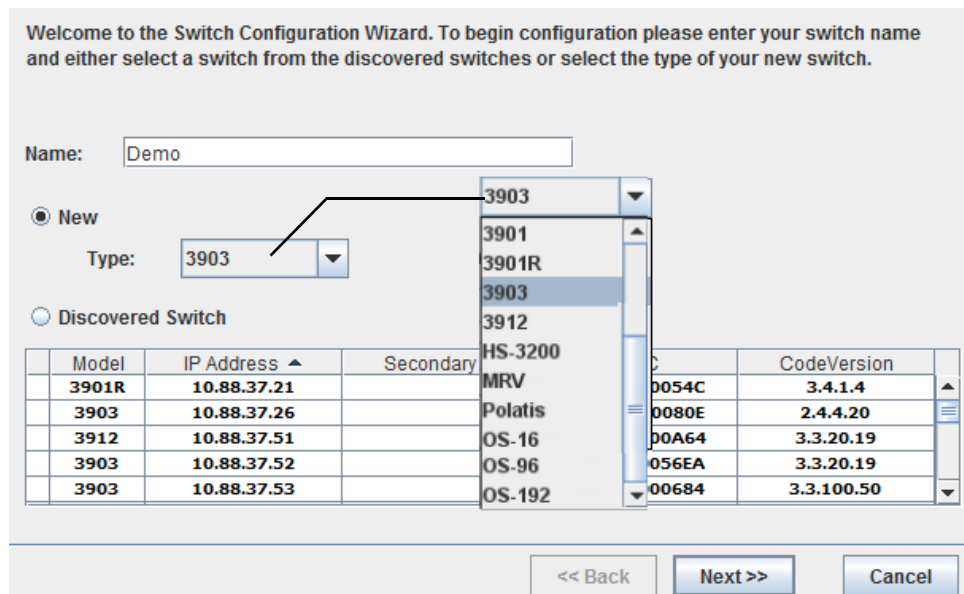 Welcome to the Switch Configuration Wizard. To begin configuration please enter your switch name
and either select a switch from the discovered switches or select the type of your new switch.
Name: Demo
3903
New
Type: 3903
3901
3901R
3903
3912
HS-3200
MRV
Polatis
OS-16
OS-96
OS-192
Discovered Switch
Model IP Address Secondary CodeVersion
3901R 10.88.37.21 0054C 3.4.1.4
3903 10.88.37.26 0080E 2.4.4.20
3912 10.88.37.51 00A64 3.3.20.19
3903 10.88.37.52 056EA 3.3.20.19
3903 10.88.37.53 00684 3.3.100.50
<< Back Next >> Cancel